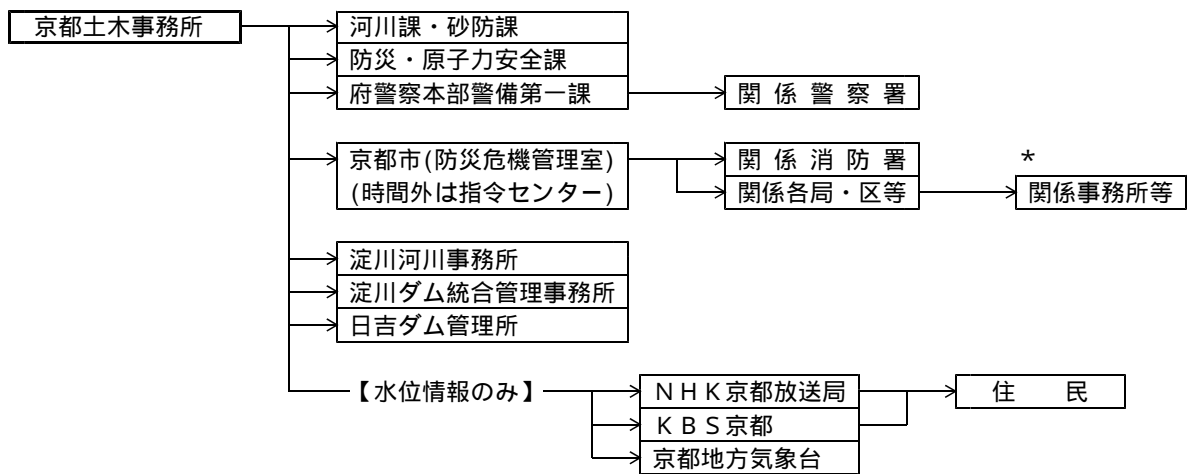 京都土木事務所
河川課・砂防課
防災・原子力安全課
府警察本部警備第一課
関係警察署
京都市(防災危機管理室)
(時間外は指令センター)
関係消防署
関係各局・区等
*
関係事務所等
淀川河川事務所
淀川ダム統合管理事務所
日吉ダム管理所
【水位情報のみ】
NHK京都放送局
KBS京都
京都地方気象台
住 民